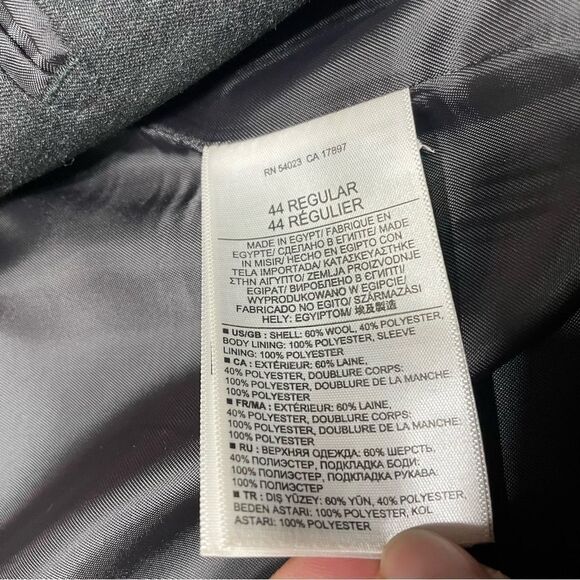 RN 54023 CA 17897
44 REGULAR
44 RÉGULIER
MADE IN EGYPT/ FABRIQUE EN
EGYPTE/ СДЕЛАНО В ЕГИПТЕ/ MADE
IN MISIR/ HECHO EN EGIPTO CON
TELA IMPORTADA/ ΚΑΤΑΣΚΕΥΑΣΤΗΚΕ
ΣΤΗΝ ΑΙΓΥΠΤΟ/ ZEMLJA PROIZVODNJE
EGIPAT/ ВИРОБЛЕНО В ЕГИПТІ/
WYPRODUKOWANO W EGIPCIE/
FABRICADO NO EGITO/ SZÁRMAZÁSI
HELY: EGYIPTOM/ 埃及製造
■ US/GB : SHELL: 60% WOOL, 40% POLYESTER,
BODY LINING: 100% POLYESTER, SLEEVE
LINING: 100% POLYESTER
■ CA : EXTÉRIEUR: 60% LAINE,
40% POLYESTER, DOUBLURE CORPS:
100% POLYESTER, DOUBLURE DE LA MANCHE:
100% POLYESTER
■ FR/MA : EXTÉRIEUR: 60% LAINE,
40% POLYESTER, DOUBLURE CORPS:
100% POLYESTER, DOUBLURE DE LA MANCHE:
100% POLYESTER
■ RU : ВЕРХНЯЯ ОДЕЖДА: 60% ШЕРСТЬ,
40% ПОЛИЭСТЕР, ПОДКЛАДКА БОДИ:
100% ПОЛИЭСТЕР, ПОДКЛАДКА РУКАВА:
100% ПОЛИЭСТЕР
■ TR : DIŞ YÜZEY: 60% YÜN, 40% POLYESTER,
BEDEN ASTARI: 100% POLYESTER, KOL
ASTARI: 100% POLYESTER